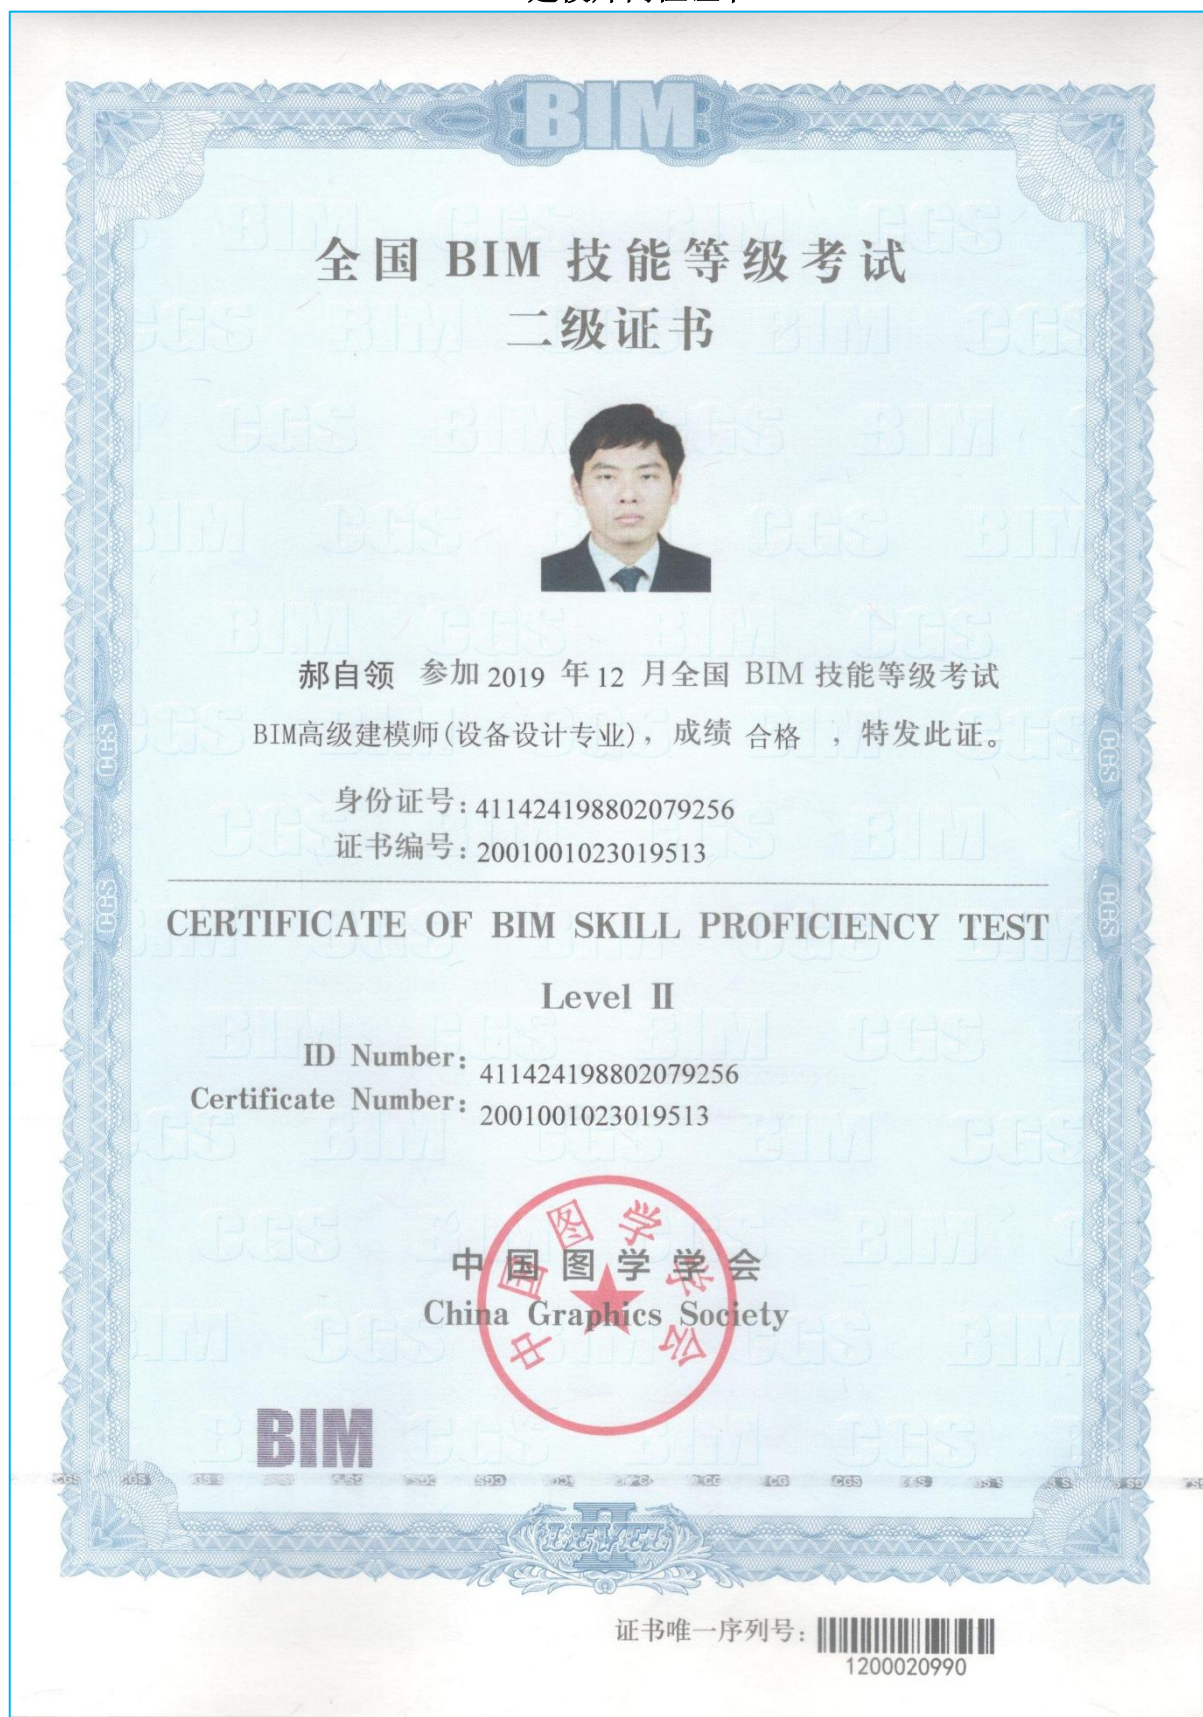 BIM
全国 BIM 技能等级考试
二级证书
郝自领 参加 2019 年 12 月全国 BIM 技能等级考试
BIM高级建模师(设备设计专业)，成绩 合格 ，特发此证。
身份证号：411424198802079256
证书编号：2001001023019513
CERTIFICATE OF BIM SKILL PROFICIENCY TEST
Level Ⅱ
ID Number: 411424198802079256
Certificate Number: 2001001023019513
中国图学学会
中国图学学会
China Graphics Society
BIM
证书唯一序列号：
1200020990